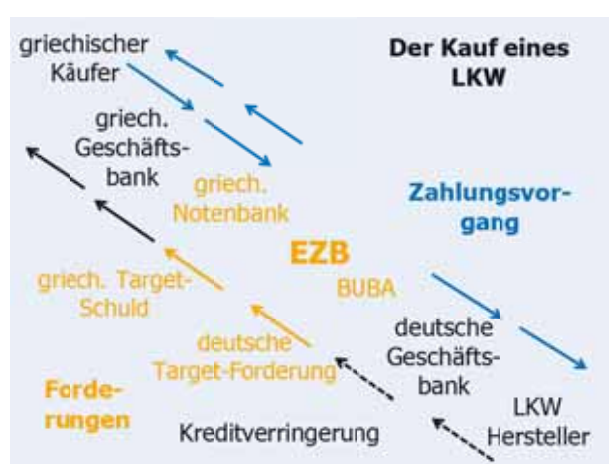 griechischer
Käufer
Der Kauf eines
LKW
griech.
Geschäfts-
bank
griech.
Notenbank
Zahlungsvor-
gang
EZB
BUBA
griech. Target-
Schuld
deutsche
Geschäfts-
bank
deutsche
Target-Forderung
Forde-
rungen
Kreditverringerung
LKW
Hersteller